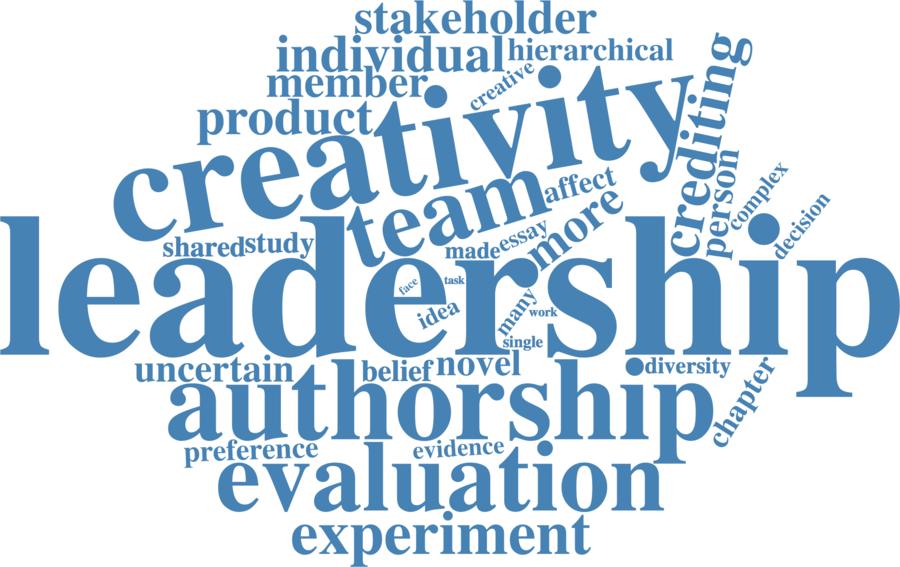 stakeholder
individual hierarchical
member creative
product
creativity
crediting
team affect
person complex
decision
shared study
made essay more
leadership
face task
idea many work
single
uncertain belief novel diversity
authorship chapter
preference evidence
evaluation
experiment